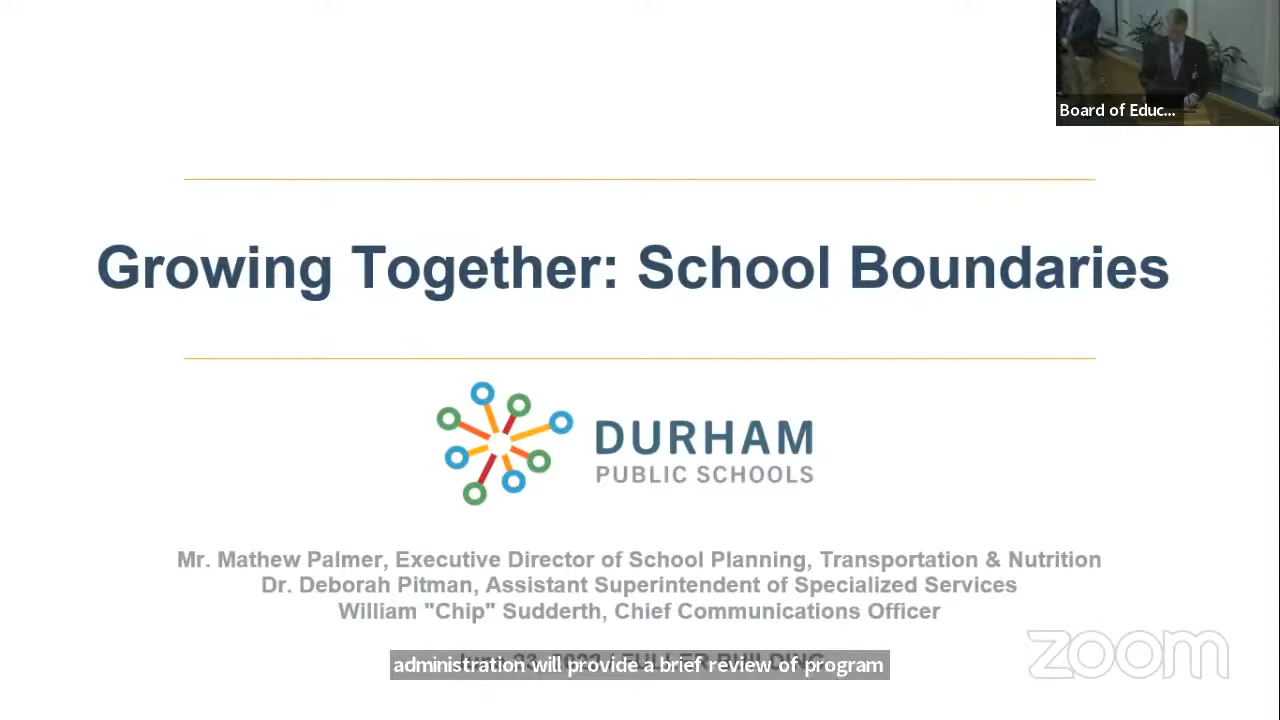 Board of Educ...
Growing Together: School Boundaries
DURHAM
PUBLIC SCHOOLS
Mr. Mathew Palmer, Executive Director of School Planning, Transportation & Nutrition
Dr. Deborah Pitman, Assistant Superintendent of Specialized Services
William "Chip" Sudderth, Chief Communications Officer
administration will provide a brief review of program
zoom